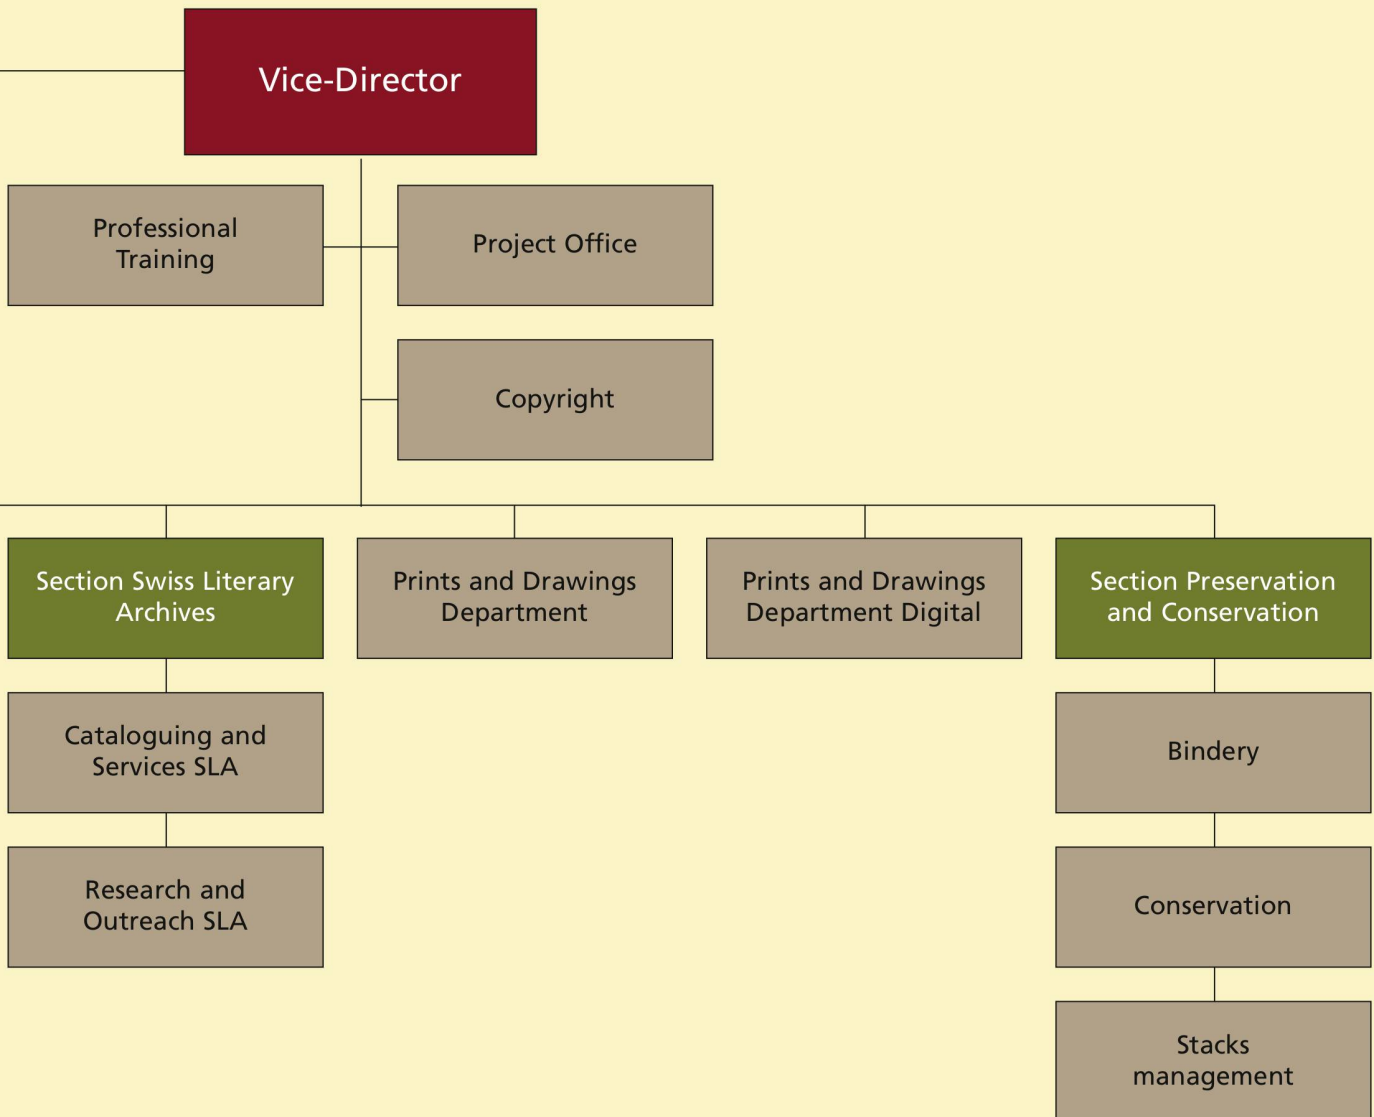 Vice-Director
Professional
Training
Project Office
Copyright
Section Swiss Literary
Archives
Prints and Drawings
Department
Prints and Drawings
Department Digital
Section Preservation
and Conservation
Cataloguing and
Services SLA
Bindery
Research and
Outreach SLA
Conservation
Stacks
management